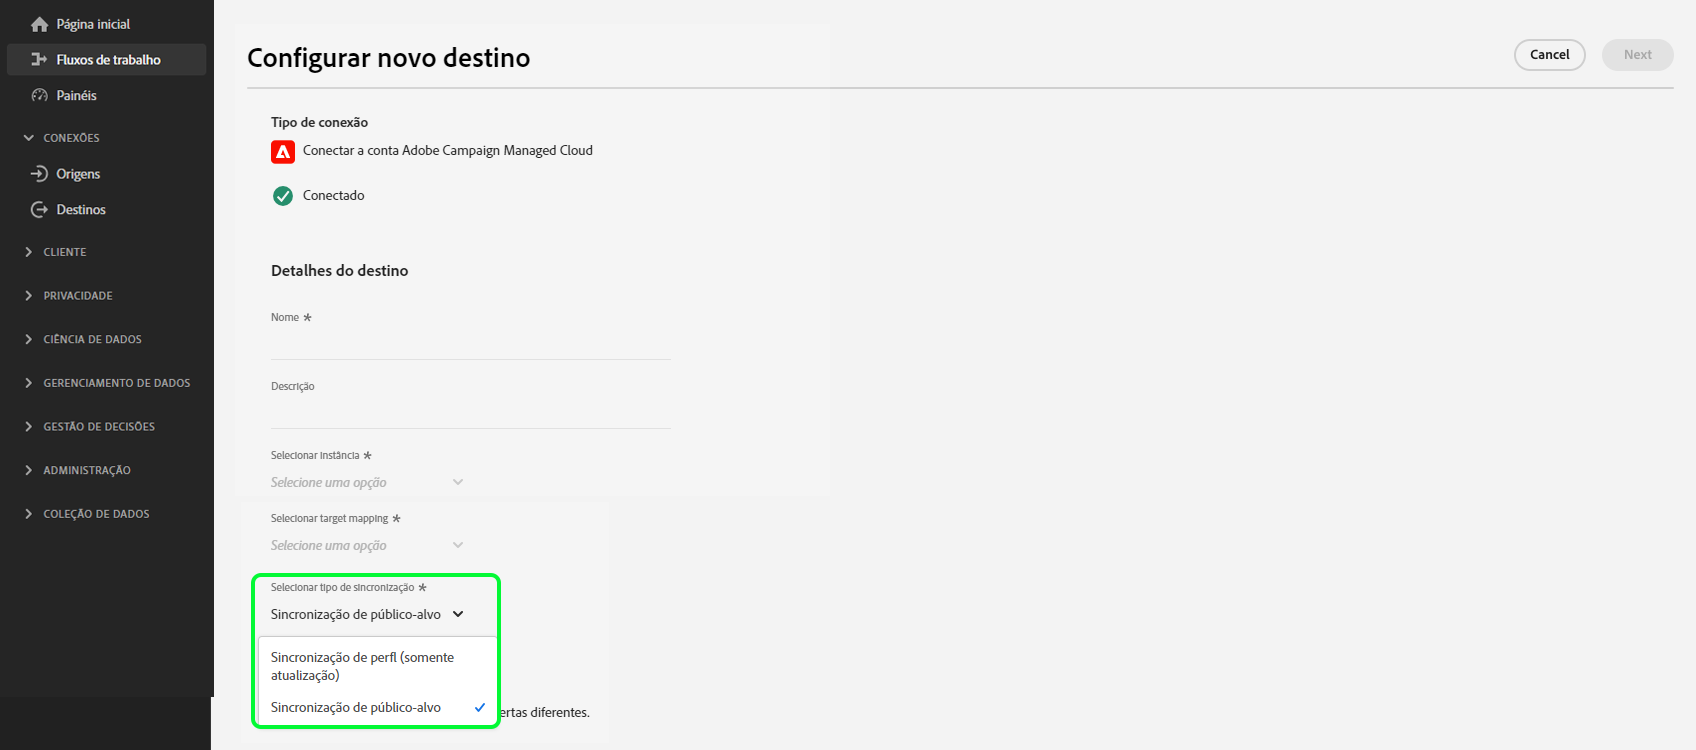 Página inicial
Fluxos de trabalho
Painéis
CONEXÕES
Origens
Destinos
CLIENTE
PRIVACIDADE
CIÊNCIA DE DADOS
GERENCIAMENTO DE DADOS
GESTÃO DE DECISÕES
ADMINISTRAÇÃO
COLEÇÃO DE DADOS
Configurar novo destino
Cancel
Next
Tipo de conexão
Conectar a conta Adobe Campaign Managed Cloud
Conectado
Detalhes do destino
Nome *
Descrição
Selecionar instância *
Selecione uma opção
Selecionar target mapping *
Selecione uma opção
Selecionar tipo de sincronização *
Sincronização de público-alvo
Sincronização de perfl (somente
atualização)
Sincronização de público-alvo
ertas diferentes.